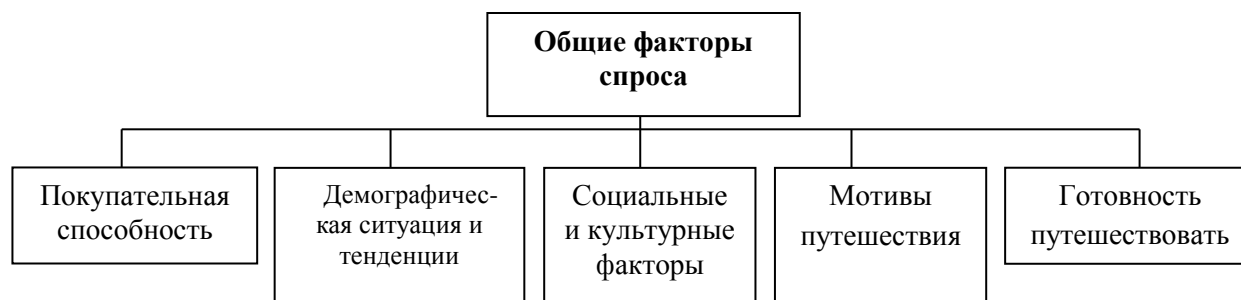 Общие факторы
спроса
Покупательная
способность
Демографичес-
кая ситуация и
тенденции
Социальные
и культурные
факторы
Мотивы
путешествия
Готовность
путешествовать